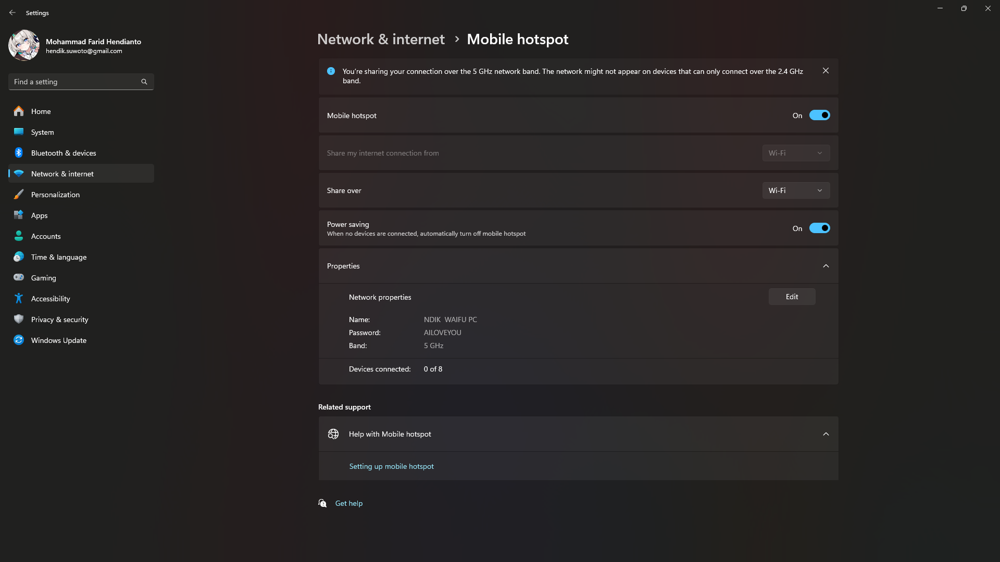 Settings
Mohammad Farid Hendianto
hendik.suwoto@gmail.com
Find a setting
Home
System
Bluetooth & devices
Network & internet
Personalization
Apps
Accounts
Time & language
Gaming
Accessibility
Privacy & security
Windows Update
Network & internet › Mobile hotspot
You're sharing your connection over the 5 GHz network band. The network might not appear on devices that can only connect over the 2.4 GHz
band.
Mobile hotspot On
Share my internet connection from Wi-Fi
Share over Wi-Fi
Power saving
When no devices are connected, automatically turn off mobile hotspot
On
Properties
Network properties Edit
Name: NDIK  WAIFU PC
Password: AILOVEYOU
Band: 5 GHz
Devices connected: 0 of 8
Related support
Help with Mobile hotspot
Setting up mobile hotspot
Get help